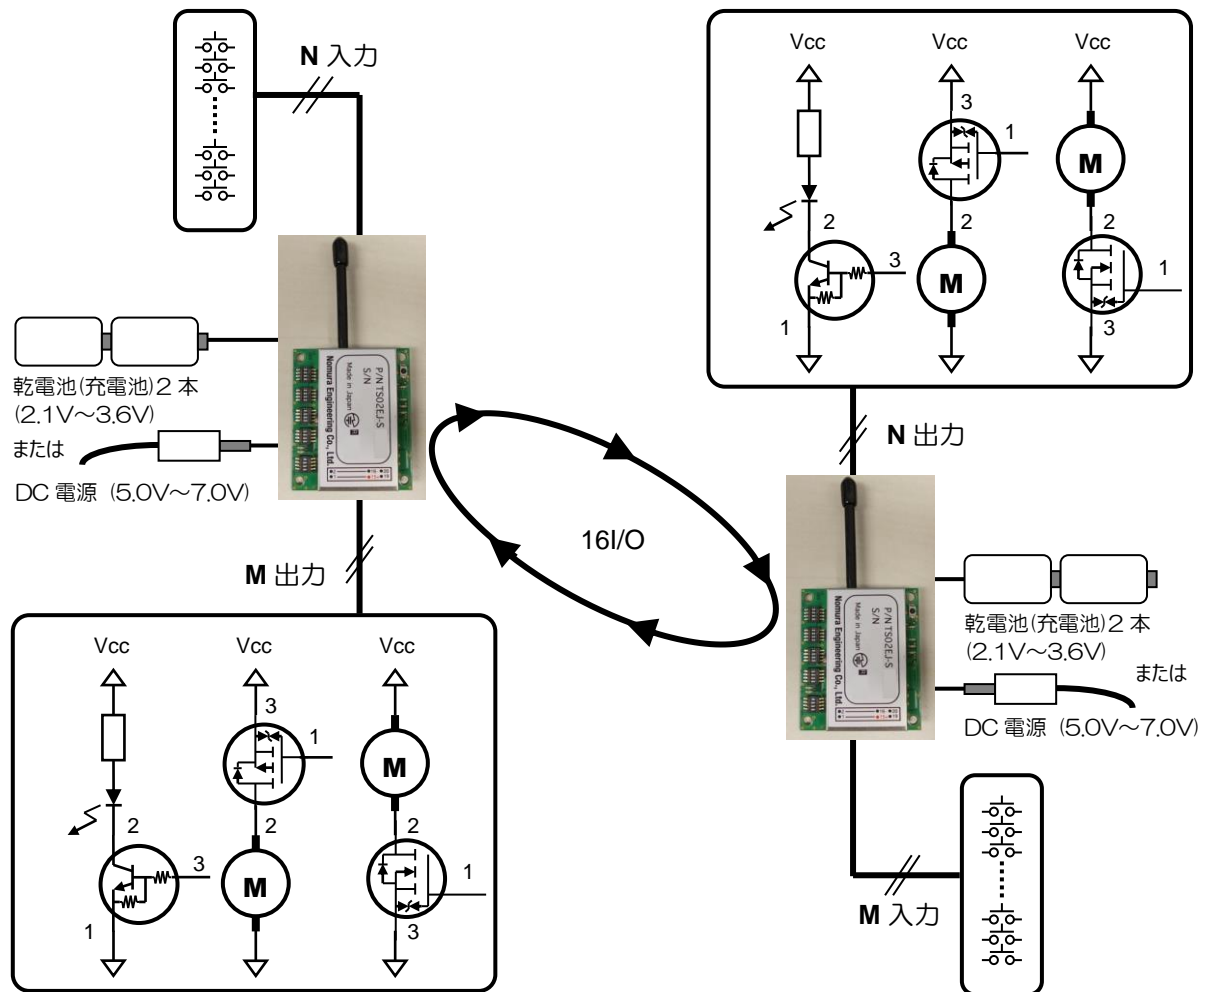 N 入力
乾電池(充電池)2 本
(2.1V～3.6V)
または
DC 電源 (5.0V～7.0V)
P/N TS02EJ-S
S/N
Made in Japan
Nomura Engineering Co., Ltd.
M 出力
Vcc
Vcc
Vcc
3
1
2
2
2
3
1
1
3
M
M
16I/O
Vcc
Vcc
Vcc
3
1
2
2
2
3
1
1
3
M
M
N 出力
P/N TS02EJ-S
S/N
Made in Japan
Nomura Engineering Co., Ltd.
乾電池(充電池)2 本
(2.1V～3.6V)
または
DC 電源 (5.0V～7.0V)
M 入力